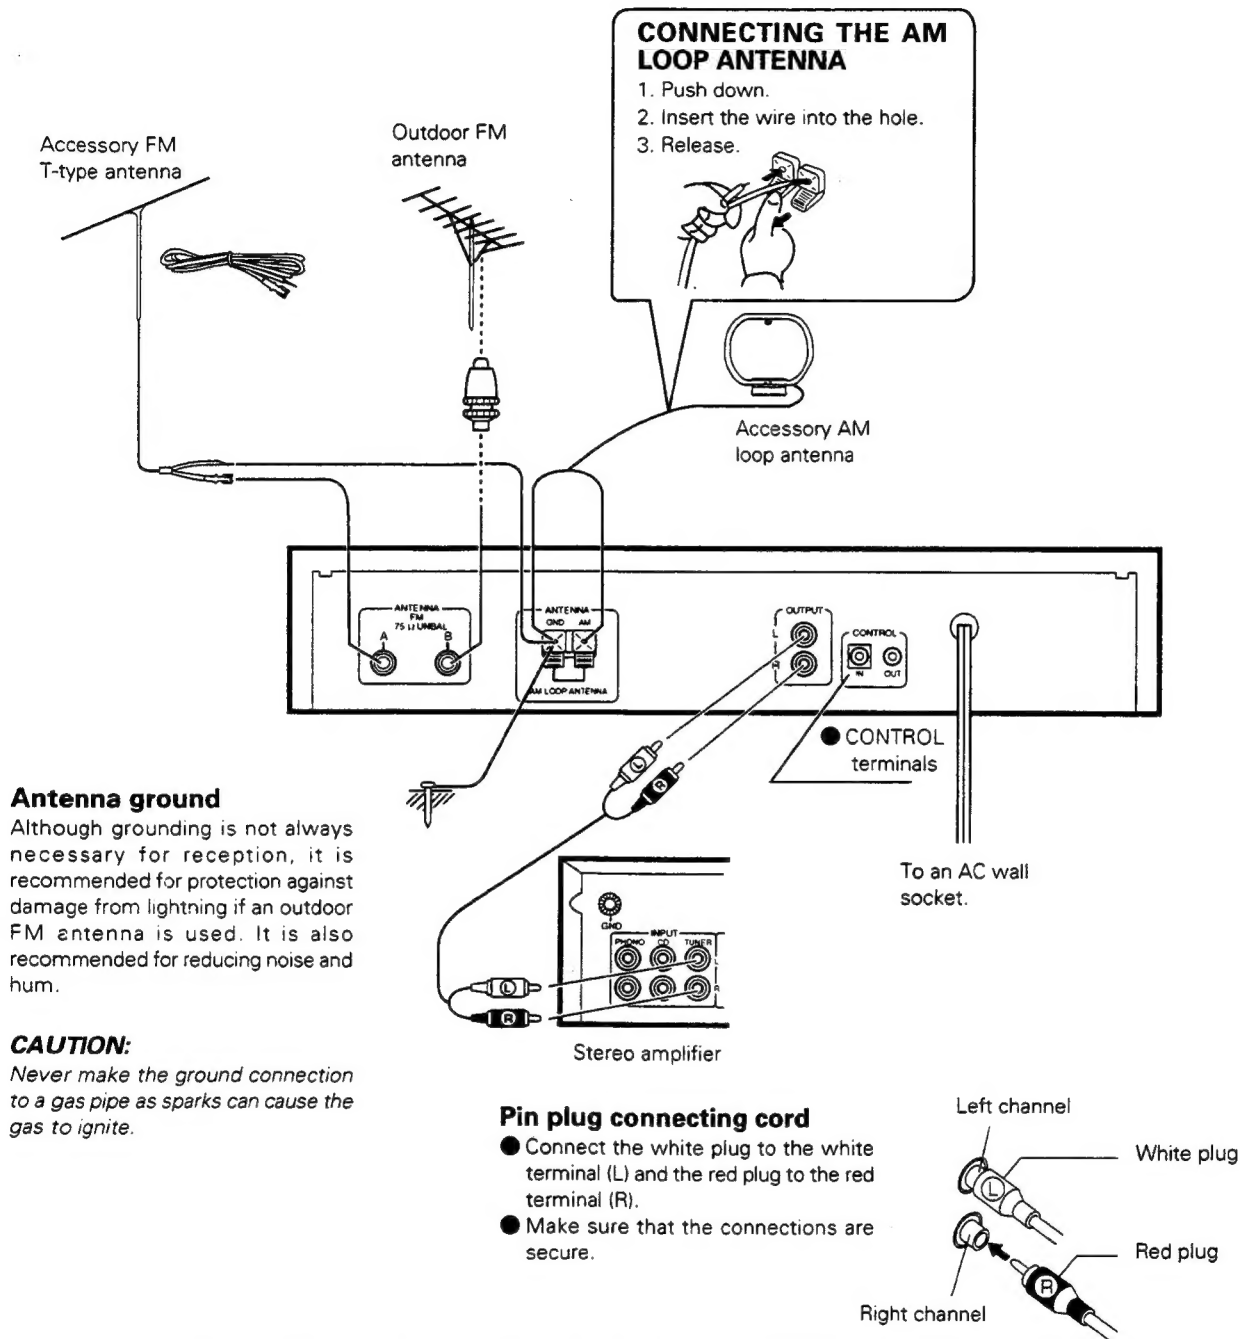 CONNECTING THE AM
LOOP ANTENNA
1. Push down.
2. Insert the wire into the hole.
3. Release.
Accessory FM
T-type antenna
Outdoor FM
antenna
Accessory AM
loop antenna
ANTENNA
FM
75 Ω UNBAL
A
B
ANTENNA
GND AM
AM LOOP ANTENNA
OUTPUT
L
R
CONTROL
IN
OUT
● CONTROL
terminals
L
R
To an AC wall
socket.
Antenna ground
Although grounding is not always
necessary for reception, it is
recommended for protection against
damage from lightning if an outdoor
FM antenna is used. It is also
recommended for reducing noise and
hum.
CAUTION:
Never make the ground connection
to a gas pipe as sparks can cause the
gas to ignite.
GND
INPUT
PHONO CD TUNER
L
R
L
R
Stereo amplifier
Pin plug connecting cord
● Connect the white plug to the white
terminal (L) and the red plug to the red
terminal (R).
● Make sure that the connections are
secure.
Left channel
White plug
L
Red plug
R
Right channel